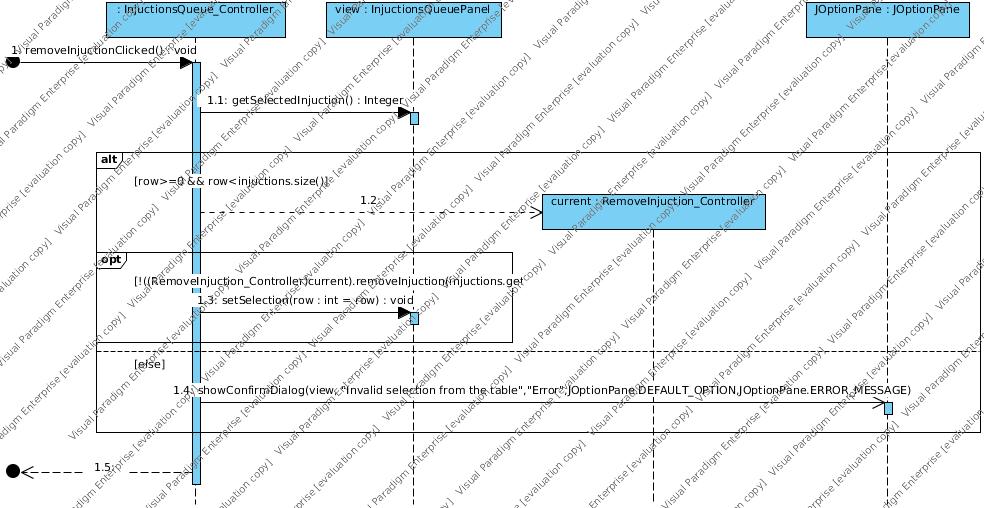 : InjuctionsQueue_Controller
view : InjuctionsQueuePanel
JOptionPane : JOptionPane
1: removeInjuctionClicked() : void
1.1: getSelectedInjuction() : Integer
alt
[row>=0 && row<injuctions.size()]
1.2:
current : RemoveInjuction_Controller
opt
[!((RemoveInjuction_Controller)current).removeInjuction(injuctions.get
1.3: setSelection(row : int = row) : void
[else]
1.4: showConfirmDialog(view,"Invalid selection from the table","Error",JOptionPane.DEFAULT_OPTION,JOptionPane.ERROR_MESSAGE)
1.5:
Visual Paradigm Enterprise [evaluation copy]